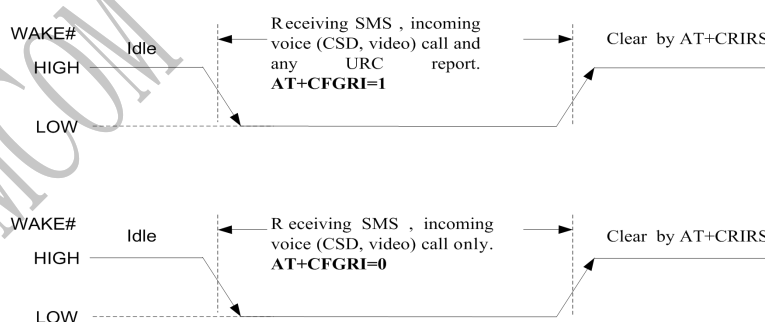 Receiving SMS , incoming
WAKE#
Idle
voice (CSD, video) call and
Clear by AT+CRIRS
HIGH
any URC report.
AT+CFGRI=1
LOW
WAKE#
R eceiving SMS , incoming
Idle
voice (CSD, video) call only.
Clear by AT+CRIRS
HIGH
AT+CFGRI=0
LOW